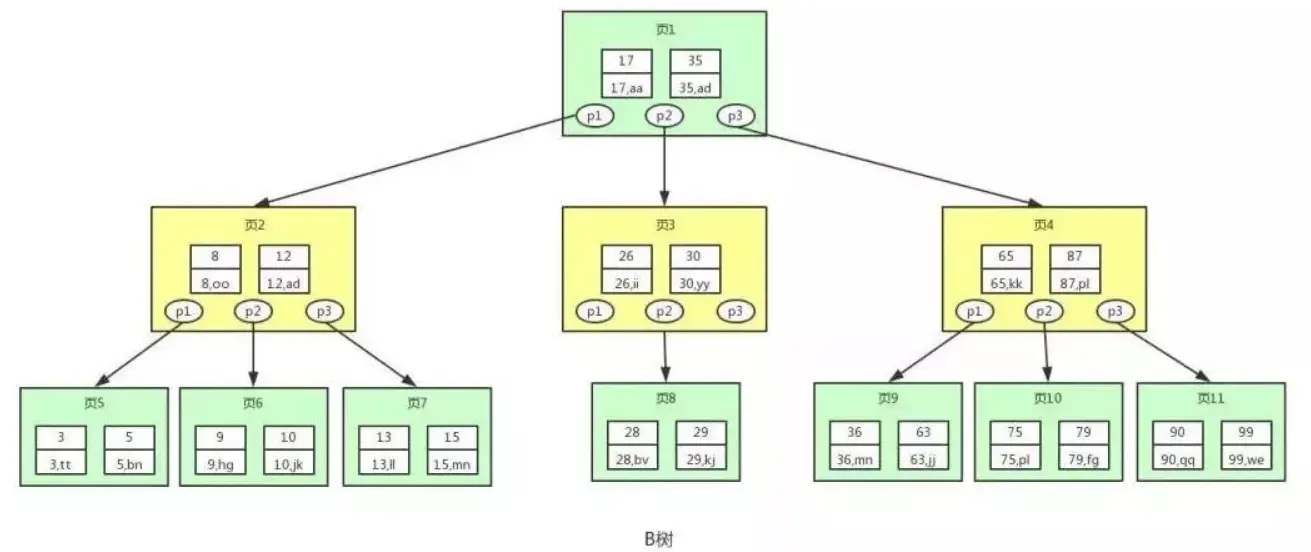 页1
17 35
17,aa 35,ad
p1 p2 p3
页2 页3 页4
8 12 26 30 65 87
8,oo 12,ad 26,ii 30,yy 65,kk 87,pl
p1 p2 p3 p1 p2 p3 p1 p2 p3
页5 页6 页7 页8 页9 页10 页11
3 5 9 10 13 15 28 29 36 63 75 79 90 99
3,tt 5,bn 9,hg 10,jk 13,ll 15,mn 28,bv 29,kj 36,mn 63,jj 75,pl 79,fg 90,qq 99,we
B树